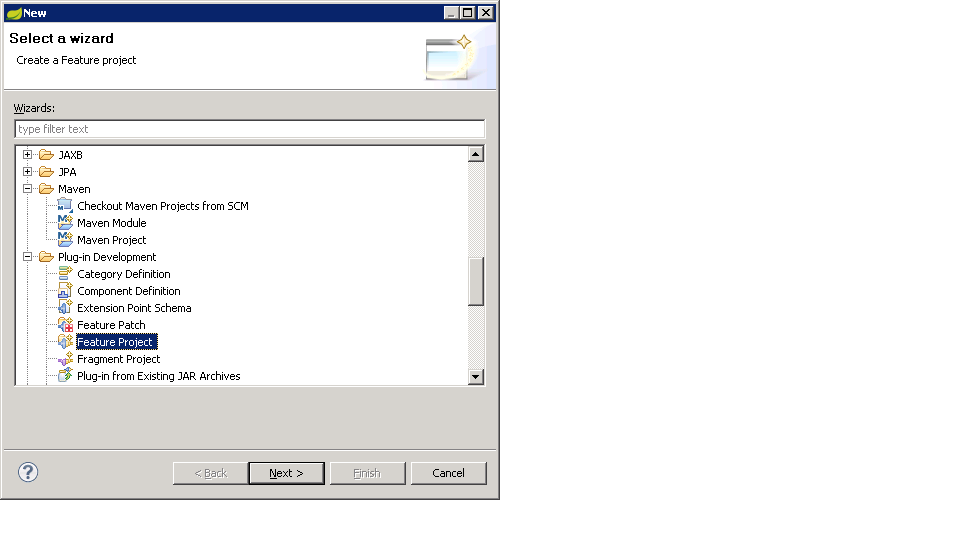 New
Select a wizard
Create a Feature project
Wizards:
type filter text
JAXB
JPA
Maven
Checkout Maven Projects from SCM
Maven Module
Maven Project
Plug-in Development
Category Definition
Component Definition
Extension Point Schema
Feature Patch
Feature Project
Fragment Project
Plug-in from Existing JAR Archives
< Back Next > Finish Cancel